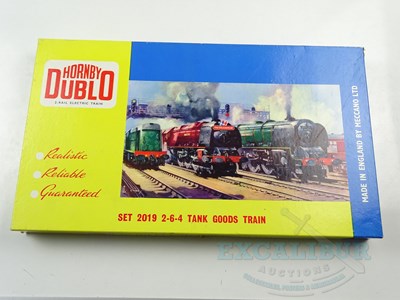 HORNBY
DUBLO
2-RAIL ELECTRIC TRAIN
Realistic
Reliable
Guaranteed
SET 2019 2-6-4 TANK GOODS TRAIN
MADE IN ENGLAND BY MECCANO LTD
EXCALIBUR
AUCTIONS